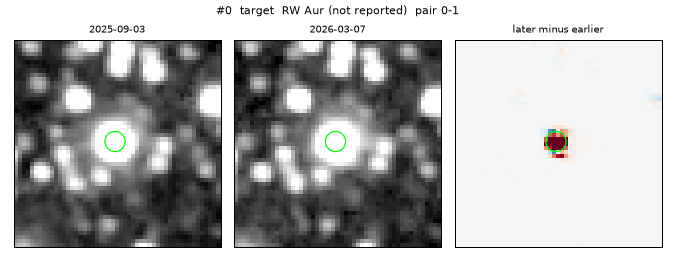 #0 target RW Aur (not reported) pair 0-1
2025-09-03
2026-03-07
later minus earlier